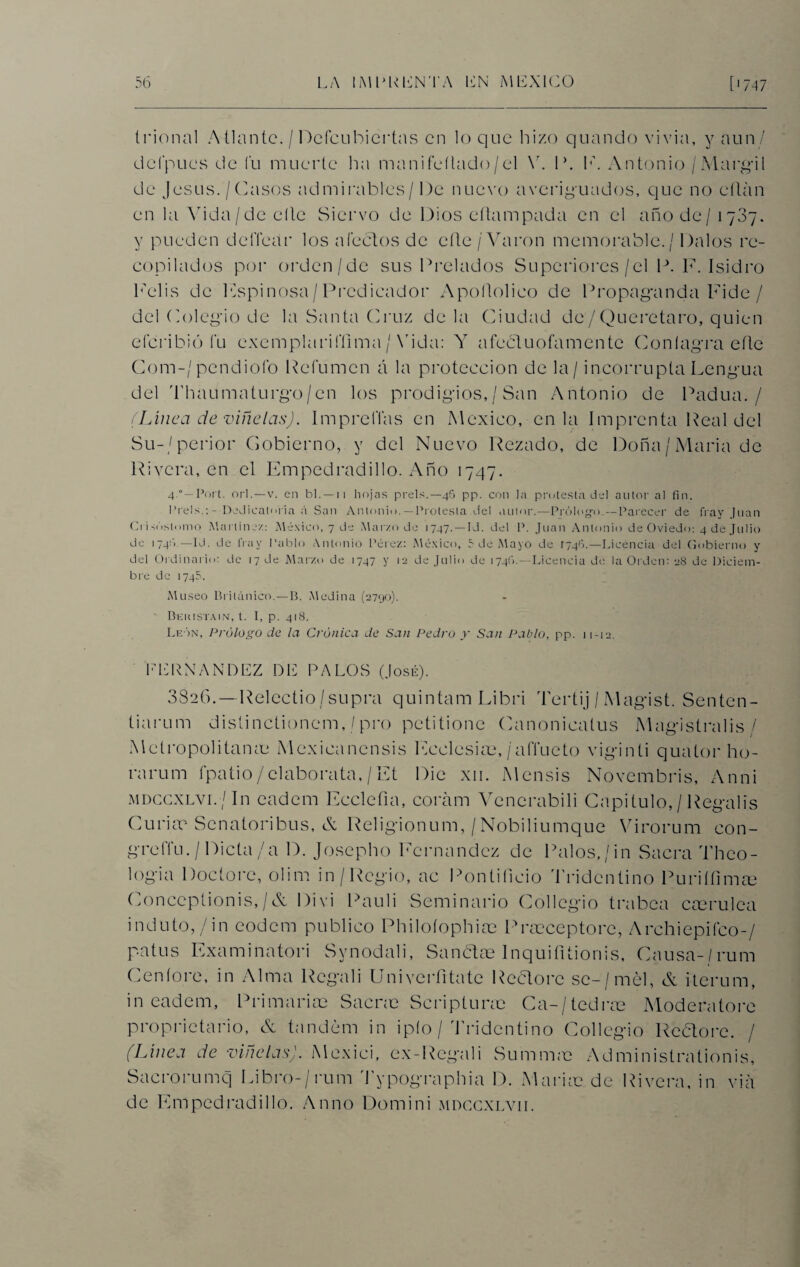 56 LA IMPRENTA EN MEXICO [1747
trional Atlante. / Defcubiertas en lo que hizo quando vivia, y aun /
defpues de fu muerte ha manifeftado / el V. P. F. Antonio / Margil
de Jesus. / Casos admirables / De nuevo averiguados, que no eftàn
en la Vida / de efte Siervo de Dios eftampada en el año de / 1737.
y pueden deffear los afectos de efte / Varon memorable. / Dalos re-
copilados por orden / de sus Prelados Superiores / el P. F. Isidro
Felis de Espinosa / Predicador Apoftolico de Propaganda Fide /
del Colegio de la Santa Cruz de la Ciudad de / Queretaro, quien
efcribió fu exemplariffima / Vida: Y afectuofamente Confagra efte
Com-/pendiofo Refumen á la proteccion de la / incorrupta Lengua
del Thaumaturgo / en los prodigios, / San Antonio de Padua. /
(Linea de viñetas). Impreffas en Mexico, en la Imprenta Real del
Su-/perior Gobierno, y del Nuevo Rezado, de Doña / Maria de
Rivera, en el Empedradillo. Año 1747.
4.º—Port. orl.—v. en bl.—11 hojas prels.—46 pp. con la protesta del autor al fin.
Prels.:—Dedicatoria á San Antonio.—Protesta del autor.—Prólogo.—Parecer de fray Juan
Crisóstomo Martínez: México, 7 de Marzo de 1747.—Id. del P. Juan Antonio de Oviedo: 4 de Julio
de 1746.—Id. de fray Pablo Antonio Pérez: México, 5 de Mayo de 1746.—Licencia del Gobierno y
del Ordinario: de 17 de Marzo de 1747 y 12 de Julio de 1746.—Licencia de la Orden: 28 de Diciem-
bre de 1745.
Museo Británico.—B. Medina (2790).
BERISTAIN, t. I, p. 418.
LEÓN, Prólogo de la Crónica de San Pedro y San Pablo, pp. 11-12.
FERNANDEZ DE PALOS (José).
3826.—Relectio / supra quintam Libri Tertij / Magist. Senten-
tiarum distinctionem, / pro petitione Canonicatus Magistralis /
Metropolitanæ Mexicanensis Ecclesiæ, / affueto viginti quatuor ho-
rarum fpatio / elaborata, / Et Die XII. Mensis Novembris, Anni
MDCCXLVI. / In eadem Ecclefia, coràm Venerabili Capitulo, / Regalis
Curiæ Senatoribus, & Religionum, / Nobiliumque Virorum con-
greffu. / Dicta / a D. Josepho Fernandez de Palos, / in Sacra Theo-
logia Doctore, olim in / Regio, ac Pontificio Tridentino Puriffimæ
Conceptionis, / & Divi Pauli Seminario Collegio trabea cærulea
induto, / in eodem publico Philofophiæ Præceptore, Archiepifco-/
patus Examinatori Synodali, Sanctæ Inquifitionis, Causa-/rum
Cenfore, in Alma Regali Univerfitate Rectore se-/mèl, & iterum,
in eadem, Primariæ Sacræ Scripturæ Ca-/tedræ Moderatore
proprietario, & tandèm in ipfo / Tridentino Collegio Rectore. /
(Linea de viñetas). Mexici, ex-Regali Summæ Administrationis,
Sacrorumq̃ Libro-/rum Typographia D. Mariæ de Rivera, in vià
de Empedradillo. Anno Domini MDCCXLVII.